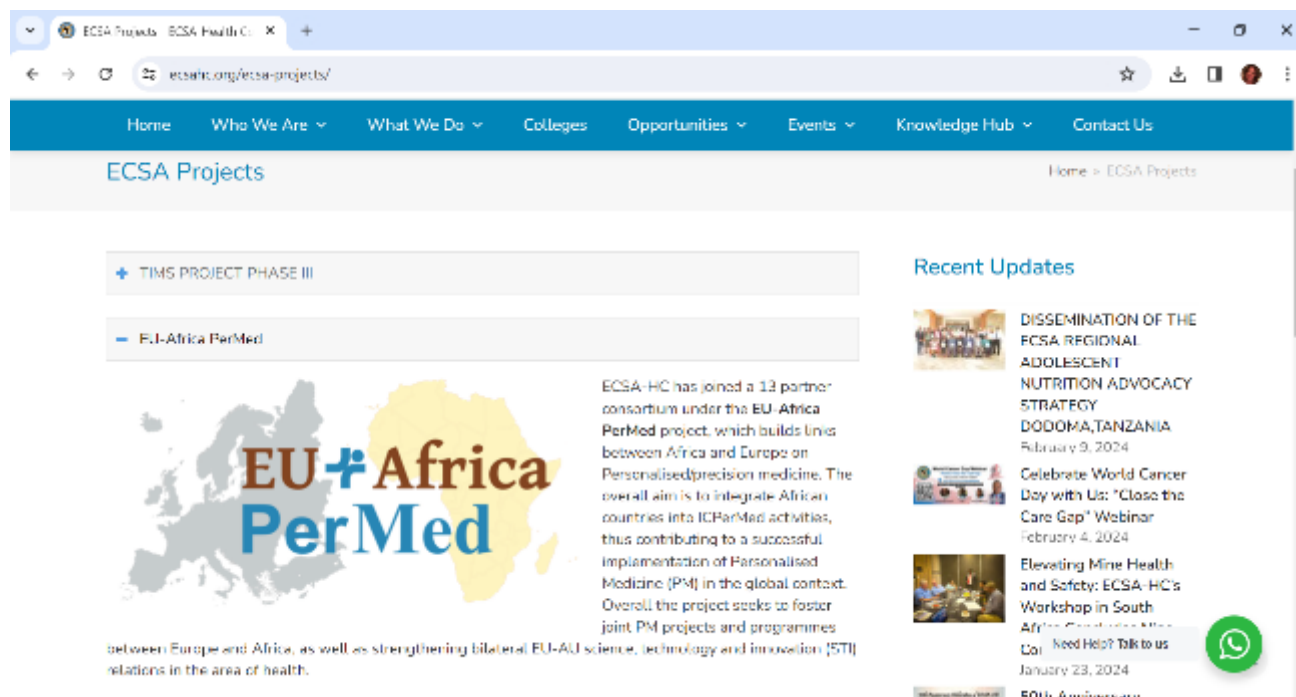 ECSA Projects - ECSA Health C
ecsahc.org/ecsa-projects/
Home Who We Are What We Do Colleges Opportunities Events Knowledge Hub Contact Us
ECSA Projects
Home » ECSA Projects
TIMS PROJECT PHASE III
EU-Africa PerMed
EU Africa
PerMed
ECSA-HC has joined a 13 partner
consortium under the EU-Africa
PerMed project, which builds links
between Africa and Europe on
Personalised/precision medicine. The
overall aim is to integrate African
countries into ICPerMed activities,
thus contributing to a successful
implementation of Personalised
Medicine (PM) in the global context.
Overall the project seeks to foster
joint PM projects and programmes
between Europe and Africa, as well as strengthening bilateral EU-AU science, technology and innovation (STI)
relations in the area of health.
Recent Updates
DISSEMINATION OF THE
ECSA REGIONAL
ADOLESCENT
NUTRITION ADVOCACY
STRATEGY
DODOMA,TANZANIA
February 9, 2024
Celebrate World Cancer
Day with Us: "Close the
Care Gap" Webinar
February 4, 2024
Elevating Mine Health
and Safety: ECSA-HC's
Workshop in South
Need Help? Talk to us
January 23, 2024